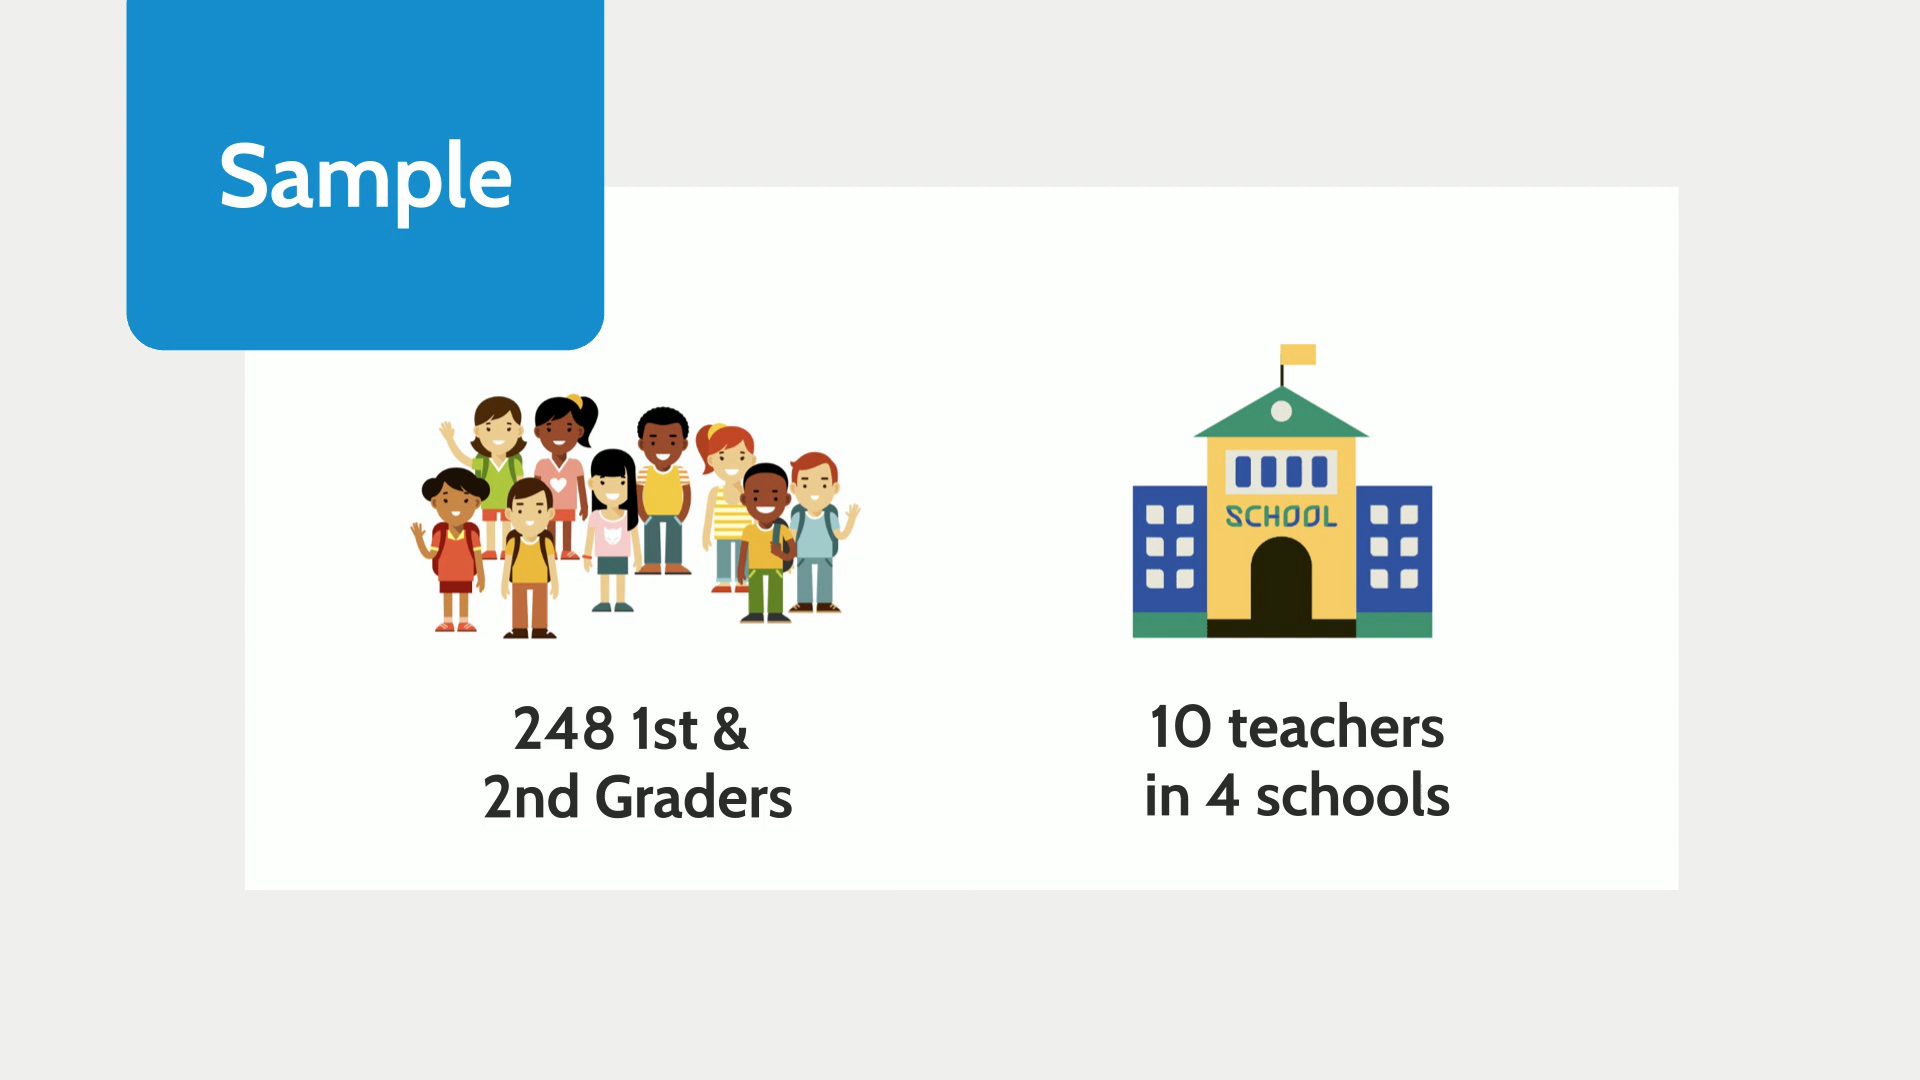 Sample
SCHOOL
248 1st &
2nd Graders
10 teachers
in 4 schools